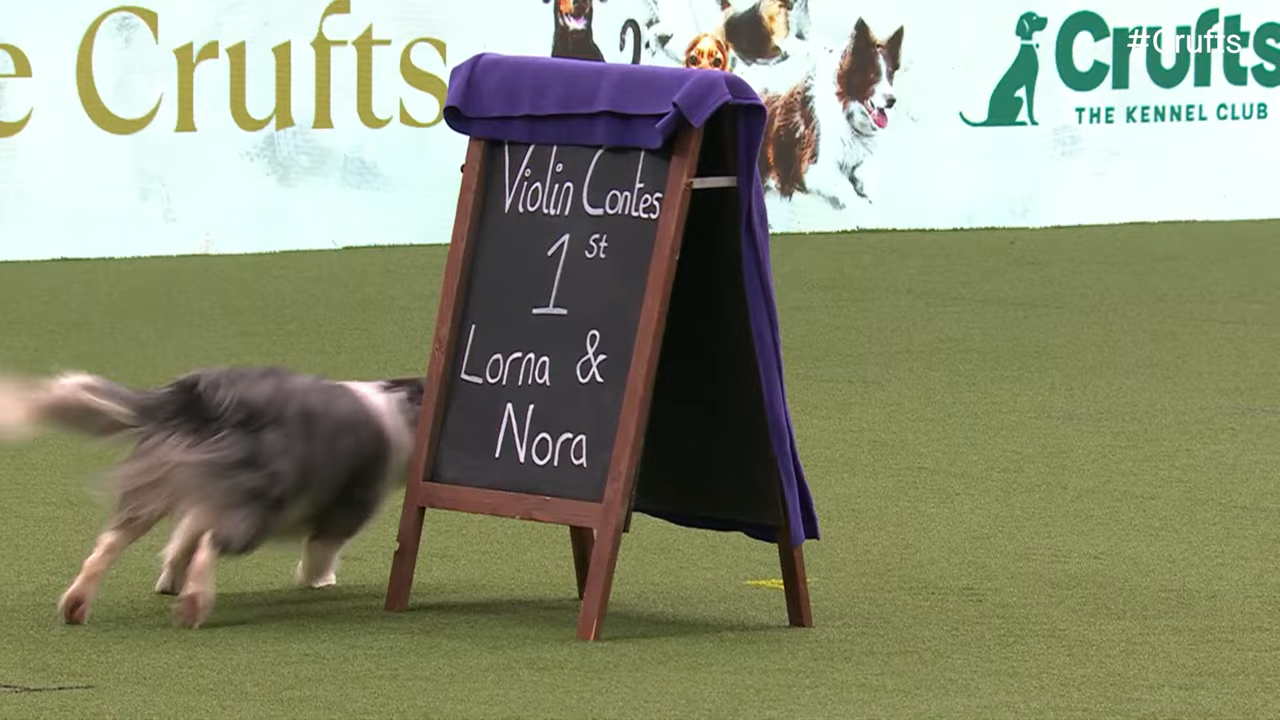 e Crufts
Crufts
#Crufts
THE KENNEL CLUB
Violin Contes
1st
Lorna &
Nora